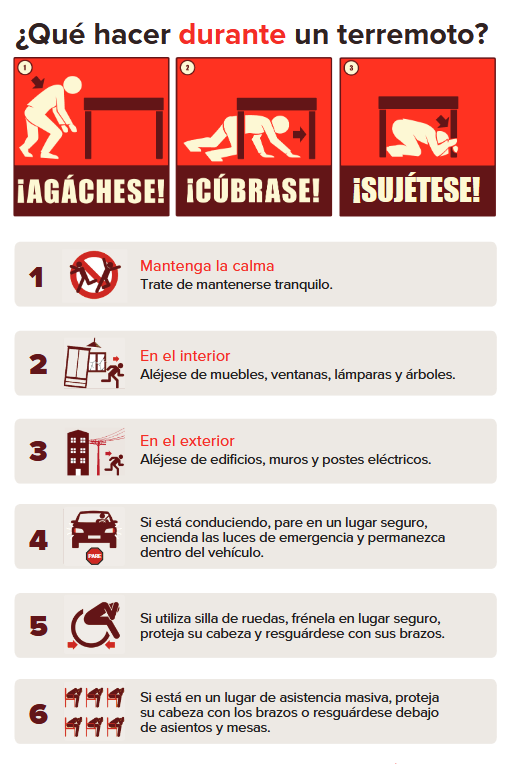 ¿Qué hacer durante un terremoto?
1
2
3
¡AGÁCHESE!
¡CÚBRASE!
¡SUJÉTESE!
1
Mantenga la calma
Trate de mantenerse tranquilo.
2
En el interior
Aléjese de muebles, ventanas, lámparas y árboles.
3
En el exterior
Aléjese de edificios, muros y postes eléctricos.
4
PARE
Si está conduciendo, pare en un lugar seguro,
encienda las luces de emergencia y permanezca
dentro del vehículo.
5
Si utiliza silla de ruedas, frénela en lugar seguro,
proteja su cabeza y resguárdese con sus brazos.
6
Si está en un lugar de asistencia masiva, proteja
su cabeza con los brazos o resguárdese debajo
de asientos y mesas.